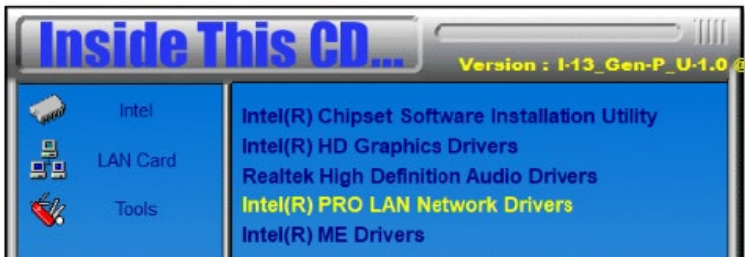 Inside This CD...
Version : I-13_Gen-P_U-1.0 @
Intel
LAN Card
Tools
Intel(R) Chipset Software Installation Utility
Intel(R) HD Graphics Drivers
Realtek High Definition Audio Drivers
Intel(R) PRO LAN Network Drivers
Intel(R) ME Drivers